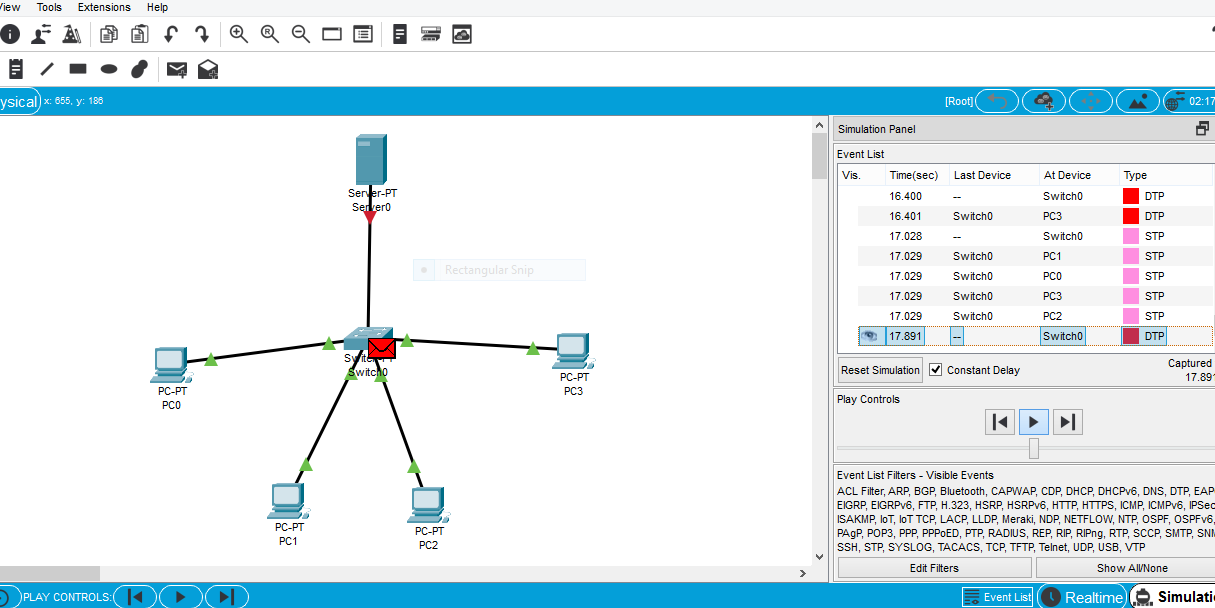 View Tools Extensions Help
ysical x: 655, y: 186
[Root]
02:17
Server-PT
Server0
Rectangular Snip
Switch-PT
Switch0
PC-PT
PC0
PC-PT
PC3
PC-PT
PC1
PC-PT
PC2
Simulation Panel
Event List
Vis. Time(sec) Last Device At Device Type
16.400 -- Switch0 DTP
16.401 Switch0 PC3 DTP
17.028 -- Switch0 STP
17.029 Switch0 PC1 STP
17.029 Switch0 PC0 STP
17.029 Switch0 PC3 STP
17.029 Switch0 PC2 STP
17.891 -- Switch0 DTP
Reset Simulation Constant Delay
Captured
17.891
Play Controls
Event List Filters - Visible Events
ACL Filter, ARP, BGP, Bluetooth, CAPWAP, CDP, DHCP, DHCPv6, DNS, DTP, EAPO
EIGRP, EIGRPv6, FTP, H.323, HSRP, HSRPv6, HTTP, HTTPS, ICMP, ICMPv6, IPSec,
ISAKMP, IoT, IoT TCP, LACP, LLDP, Meraki, NDP, NETFLOW, NTP, OSPF, OSPFv6,
PAgP, POP3, PPP, PPPoED, PTP, RADIUS, REP, RIP, RIPng, RTP, SCCP, SMTP, SNM
SSH, STP, SYSLOG, TACACS, TCP, TFTP, Telnet, UDP, USB, VTP
Edit Filters Show All/None
PLAY CONTROLS:
Event List Realtime Simulati